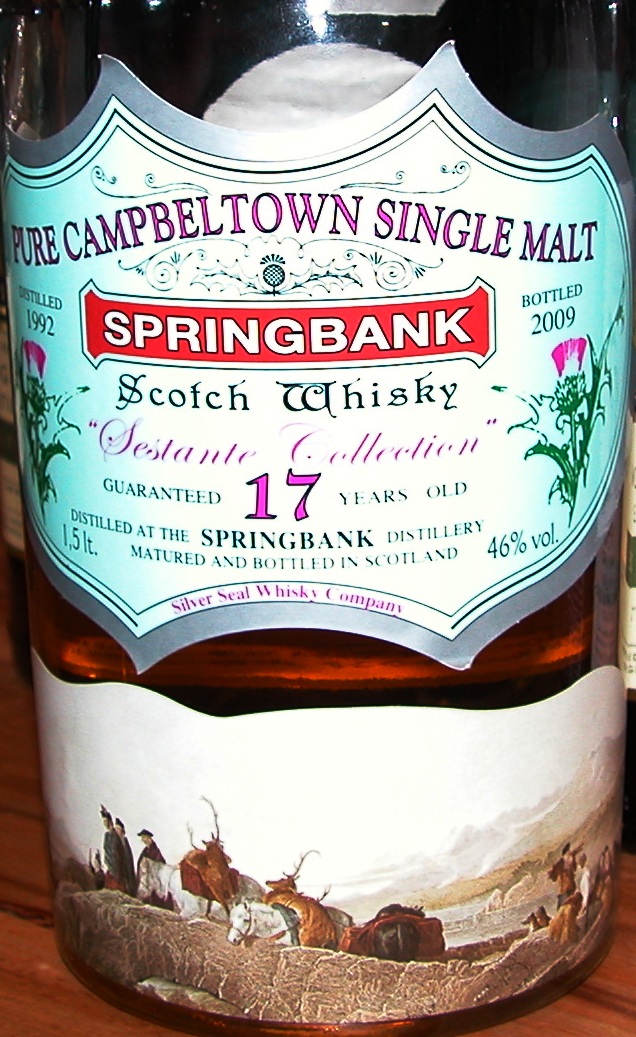 PURE CAMPBELTOWN SINGLE MALT
DISTILLED
1992
BOTTLED
2009
SPRINGBANK
Scotch Whisky
"Sestante Collection"
GUARANTEED 17 YEARS OLD
DISTILLED AT THE SPRINGBANK DISTILLERY
1,5 lt.
MATURED AND BOTTLED IN SCOTLAND
46% vol.
Silver Seal Whisky Company